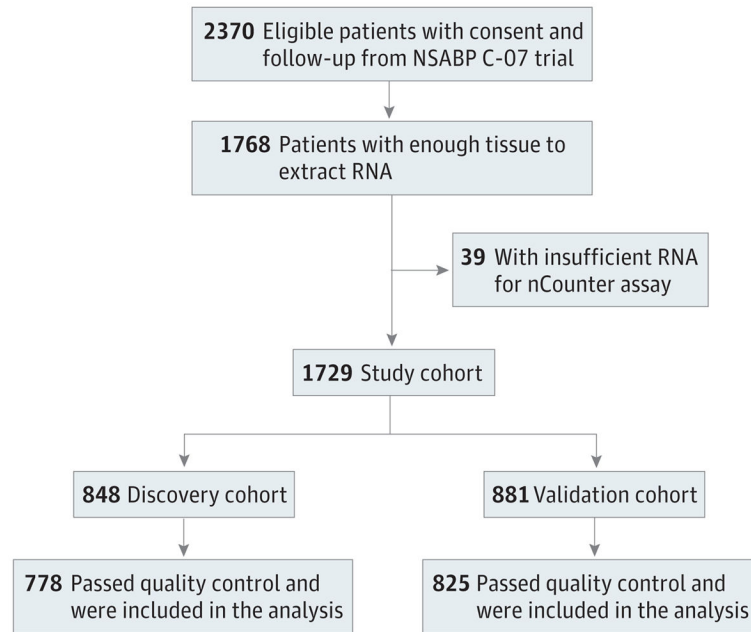 2370 Eligible patients with consent and
follow-up from NSABP C-07 trial
1768 Patients with enough tissue to
extract RNA
39 With insufficient RNA
for nCounter assay
1729 Study cohort
848 Discovery cohort
881 Validation cohort
778 Passed quality control and
were included in the analysis
825 Passed quality control and
were included in the analysis